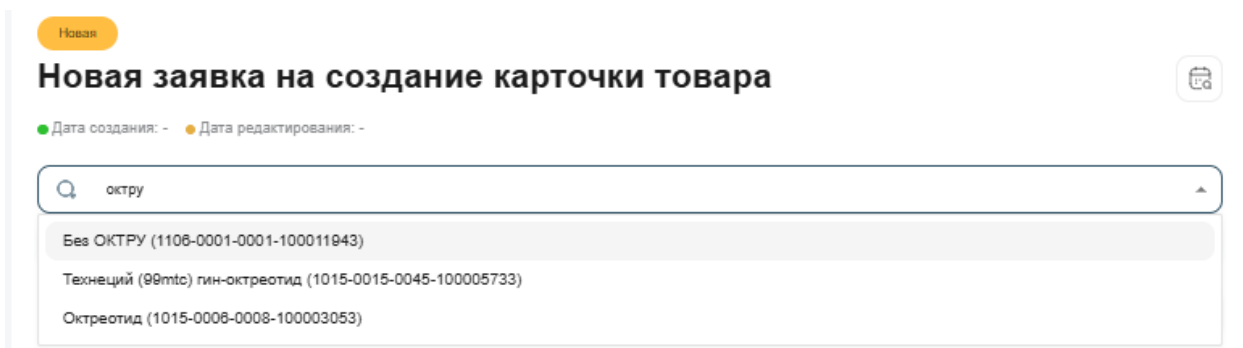 Новая
Новая заявка на создание карточки товара
Дата создания: - Дата редактирования: -
октру
Без ОКТРУ (1106-0001-0001-100011943)
Технеций (99mtc) гин-октреотид (1015-0015-0045-100005733)
Октреотид (1015-0006-0008-100003053)